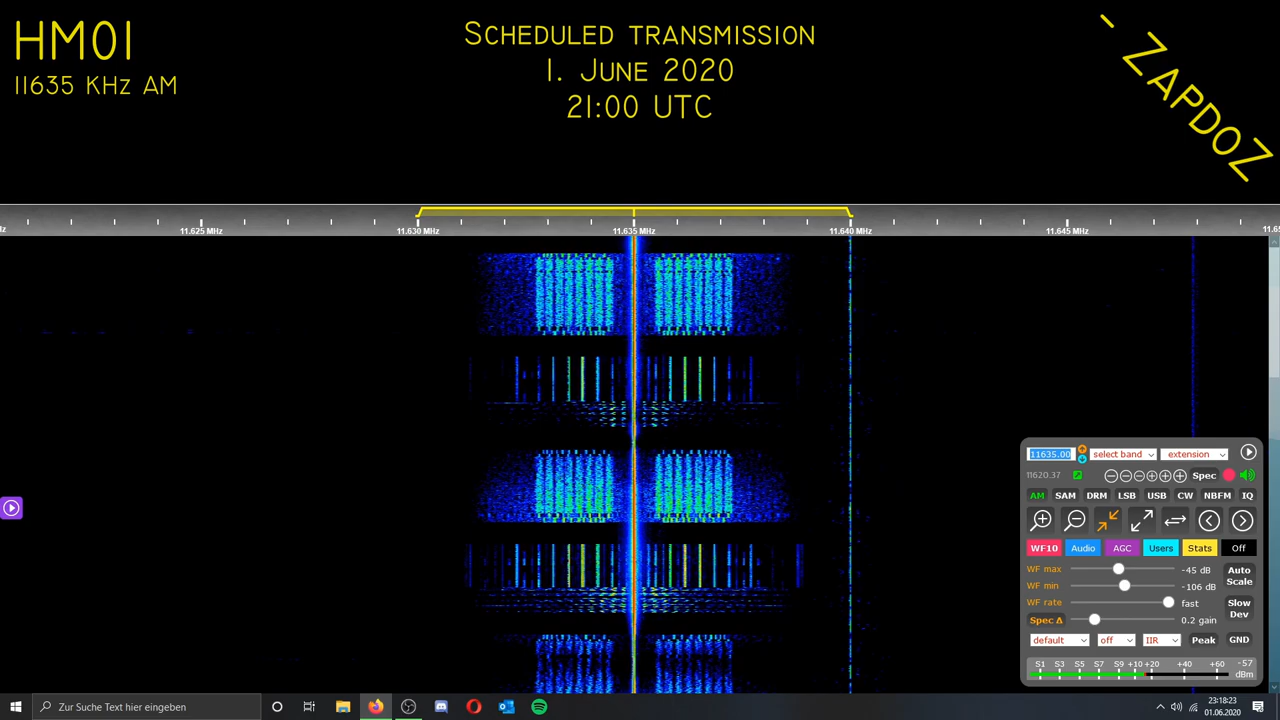 HM01
11635 KHz AM
Scheduled transmission
1. June 2020
21:00 UTC
- ZAPDOZ
11.625 MHz
11.630 MHz
11.635 MHz
11.640 MHz
11.645 MHz
11635.00
select band
extension
11620.37
Spec
AM SAM DRM LSB USB CW NBFM IQ
WF10 Audio AGC Users Stats Off
WF max -45 dB
Auto Scale
WF min -106 dB
WF rate fast
Slow Dev
Spec Δ 0.2 gain
default off IIR Peak GND
S1 S3 S5 S7 S9 +10 +20 +40 +60 -57 dBm
Zur Suche Text hier eingeben
23:18:23
01.06.2020